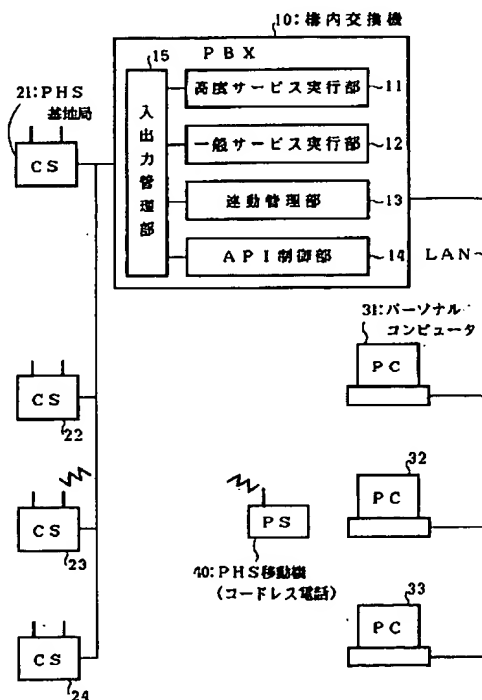 10:構内交換機
PBX
15
21:PHS
基地局
CS
入出力管理部
高度サービス実行部
11
一般サービス実行部
12
連動管理部
13
API制御部
14
LAN
31:パーソナル
コンピュータ
PC
CS
22
32
PC
CS
23
PS
40:PHS移動機
(コードレス電話)
33
PC
CS
24